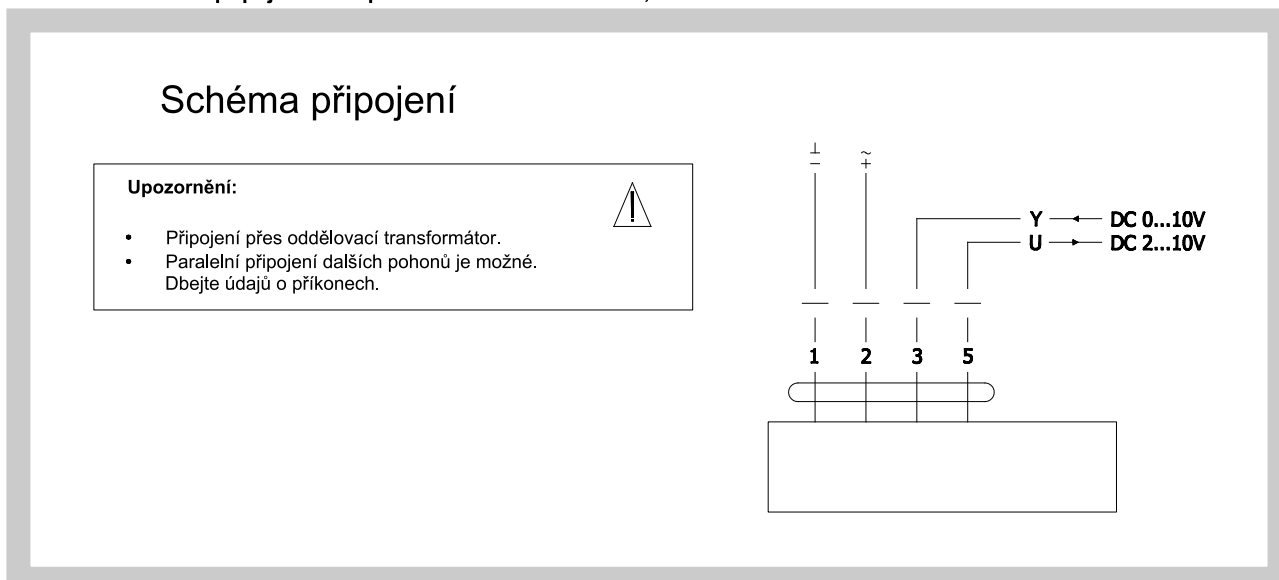 Schéma připojení
Upozornění:
• Připojení přes oddělovací transformátor.
• Paralelní připojení dalších pohonů je možné.
Dbejte údajů o příkonech.
⊥ ~
− +
Y DC 0...10V
U DC 2...10V
1 2 3 5